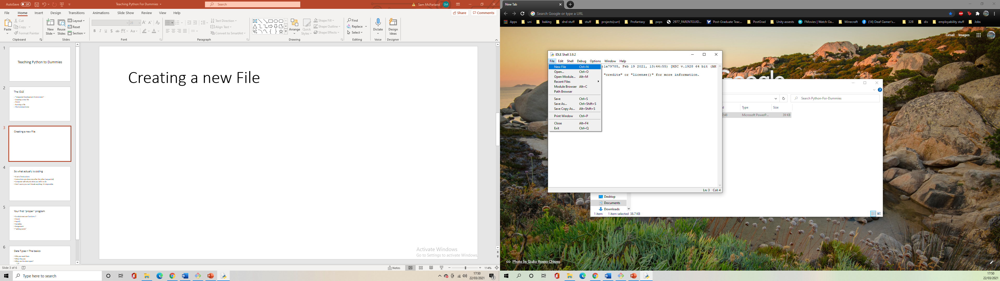 AutoSave Off
Teaching Python For Dummies
Search
Sam McParland
SM
File Home Insert Design Transitions Animations Slide Show Review View Help
Share Comments
Paste
Cut
Copy
Format Painter
Clipboard
New Slide
Reuse Slides
Layout
Reset
Section
Slides
28
Font
Text Direction
Align Text
Convert to SmartArt
Paragraph
Arrange
Quick Styles
Shape Fill
Shape Outline
Shape Effects
Drawing
Find
Replace
Select
Editing
Dictate
Voice
Design Ideas
Designer
1
Teaching Python to Dummies
2
The IDLE
- "Integrated Development Environment"
- Creating a new File
- Print()
- Running a File
- The Command Line
3
Creating a new File
4
So what actually is coding
• A set of instructions
• Instructions are done one after the other (sequential)
• Computer will only do what you tell it to do
• Don't worry you can't break anything, it's impossible
5
Your first "proper" program
• So what even are functions ?
• Print()
• Input()
• Variables
• Assignment
• "adding words"
6
Data Types – The basics
• Why we need them
• What they are
• What are the data types?
Creating a new File
Activate Windows
Go to Settings to activate Windows.
Slide 3 of 6
Notes
114%
Type here to search
17:50
22/03/2021
3
New Tab
Search Google or type a URL
Apps uni baking dnd stuff stuff projects(curr) Profantasy pops 2977_PARENTGUID... Post-Graduate Teac... PostGrad Unity assests FMovies | Watch Ga... Minecraft (14) Deaf Gamer's... 328 dis employability stuff Jobs
Gmail Images
IDLE Shell 3.9.2
File Edit Shell Debug Options Window Help
New File Ctrl+N
Open... Ctrl+O
Open Module... Alt+M
Recent Files
Module Browser Alt+C
Path Browser
Save Ctrl+S
Save As... Ctrl+Shift+S
Save Copy As... Alt+Shift+S
Print Window Ctrl+P
Close Alt+F4
Exit Ctrl+Q
:1a79785, Feb 19 2021, 13:44:55) [MSC v.1928 64 bit (AM
"credits" or "license()" for more information.
Ln: 3 Col: 4
Search Python-For-Dummies
d Type Size
7:48 Microsoft PowerP... 39 KB
Desktop
Documents
Downloads
1 item 1 item selected 38.7 KB
Photo by Giulio Rosso Chioso
17:50
22/03/2021